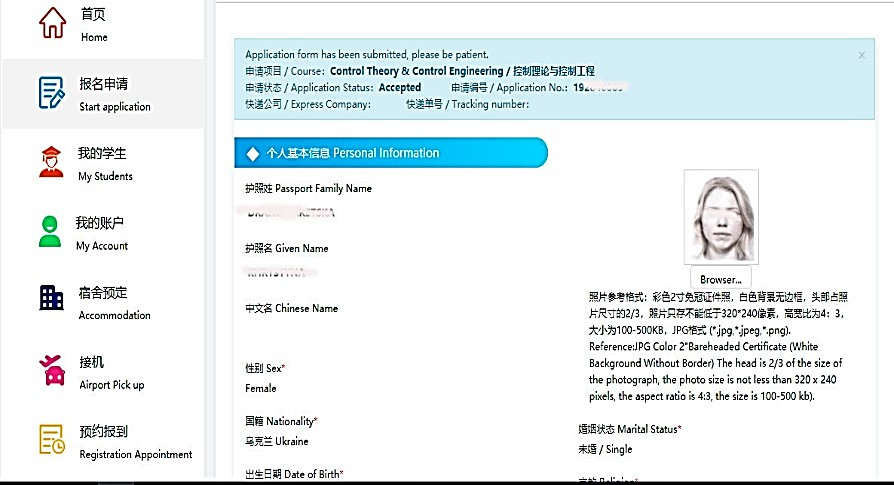 首页
Home
报名申请
Start application
我的学生
My Students
我的账户
My Account
宿舍预定
Accommodation
接机
Airport Pick up
预约报到
Registration Appointment
Application form has been submitted, please be patient.
申请项目 / Course: Control Theory & Control Engineering / 控制理论与控制工程
申请状态 / Application Status: Accepted 申请编号 / Application No.:
快递公司 / Express Company: 快递单号 / Tracking number:
个人基本信息 Personal Information
护照姓 Passport Family Name
护照名 Given Name
中文名 Chinese Name
性别 Sex*
Female
国籍 Nationality*
乌克兰 Ukraine
出生日期 Date of Birth*
Browser...
照片参考格式：彩色2寸免冠证件照，白色背景无边框，头部占照
片尺寸的2/3，照片只存不能低于320*240像素，高宽比为4：3，
大小为100-500KB，JPG格式 (*.jpg,*.jpeg,*.png).
Reference:JPG Color 2"Bareheaded Certificate (White
Background Without Border) The head is 2/3 of the size of
the photograph, the photo size is not less than 320 x 240
pixels, the aspect ratio is 4:3, the size is 100-500 kb).
婚姻状态 Marital Status*
未婚 / Single